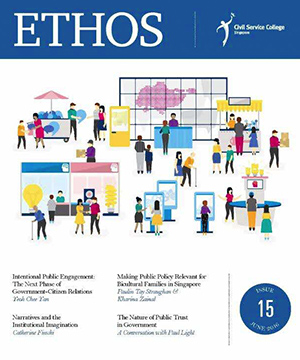 ETHOS
Civil Service College
Singapore
Intentional Public Engagement:
The Next Phase of
Government-Citizen Relations
Yeoh Chee Yan
Narratives and the
Institutional Imagination
Catherine Fieschi
Making Public Policy Relevant for
Bicultural Families in Singapore
Paulin Tay Straughan &
Kharina Zainal
The Nature of Public Trust
in Government
A Conversation with Paul Light
ISSUE
15
JUNE 2016